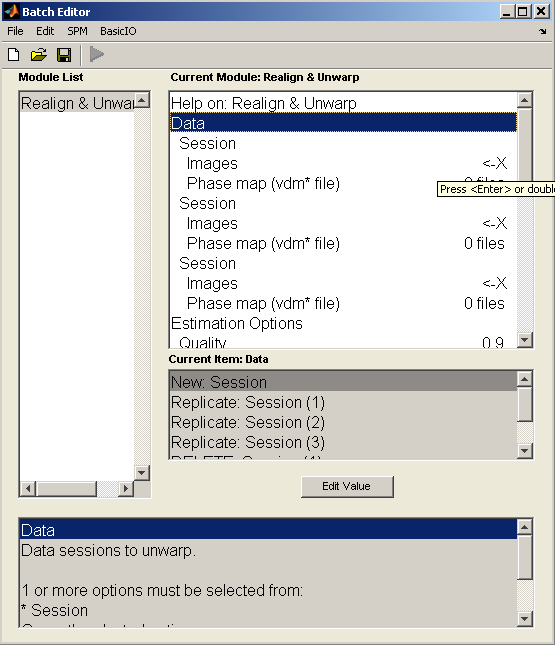 Batch Editor
File Edit SPM BasicIO
Module List
Current Module: Realign & Unwarp
Realign & Unwar
Help on: Realign & Unwarp
Data
Session
Images <-X
Phase map (vdm* file) 0 files
Press <Enter> or double
Session
Images <-X
Phase map (vdm* file) 0 files
Session
Images <-X
Phase map (vdm* file) 0 files
Estimation Options
Quality 0.9
Current Item: Data
New: Session
Replicate: Session (1)
Replicate: Session (2)
Replicate: Session (3)
DELETE: Session (1)
Edit Value
Data
Data sessions to unwarp.
1 or more options must be selected from:
* Session